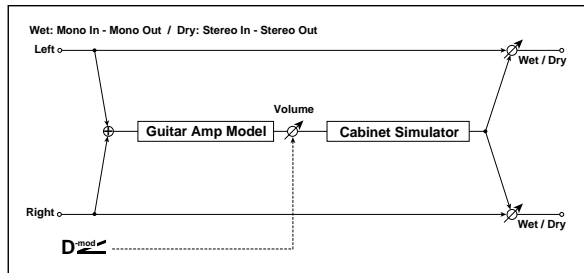 Wet: Mono In - Mono Out / Dry: Stereo In - Stereo Out
Left
Wet / Dry
Volume
Guitar Amp Model
Cabinet Simulator
Right
Wet / Dry
D-mod